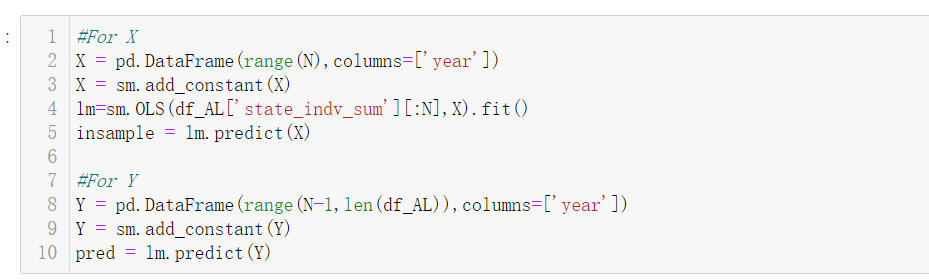 :
1 #For X
2 X = pd.DataFrame(range(N),columns=['year'])
3 X = sm.add_constant(X)
4 lm=sm.OLS(df_AL['state_indv_sum'][:N],X).fit()
5 insample = lm.predict(X)
6
7 #For Y
8 Y = pd.DataFrame(range(N-1,len(df_AL)),columns=['year'])
9 Y = sm.add_constant(Y)
10 pred = lm.predict(Y)